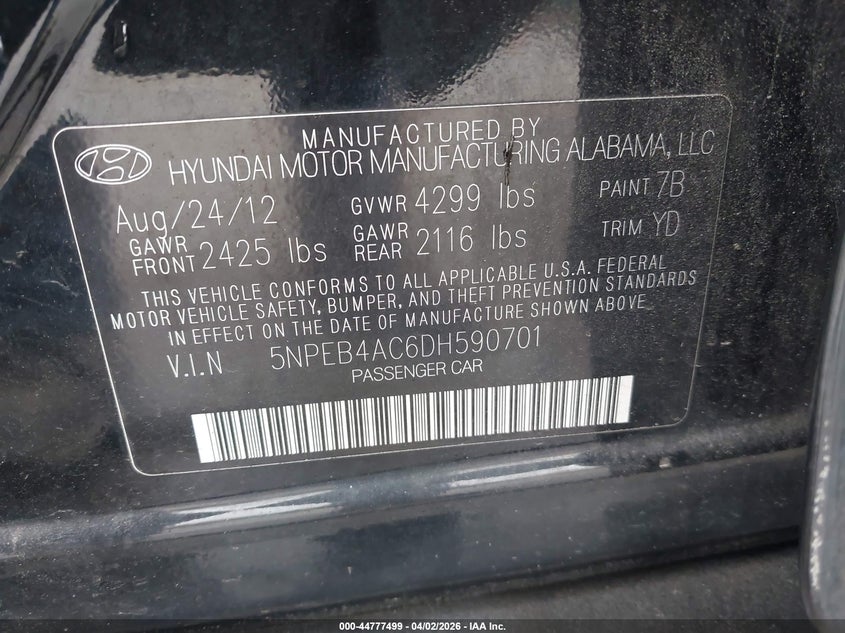 MANUFACTURED BY
HYUNDAI MOTOR MANUFACTURING ALABAMA, LLC
Aug/24/12 GVWR 4299 lbs PAINT 7B
GAWR FRONT 2425 lbs GAWR REAR 2116 lbs TRIM YD
THIS VEHICLE CONFORMS TO ALL APPLICABLE U.S.A. FEDERAL
MOTOR VEHICLE SAFETY, BUMPER, AND THEFT PREVENTION STANDARDS
IN EFFECT ON THE DATE OF MANUFACTURE SHOWN ABOVE.
V.I.N 5NPEB4AC6DH590701
PASSENGER CAR
000-44777499 | 04/02/2026 | IAA Inc.